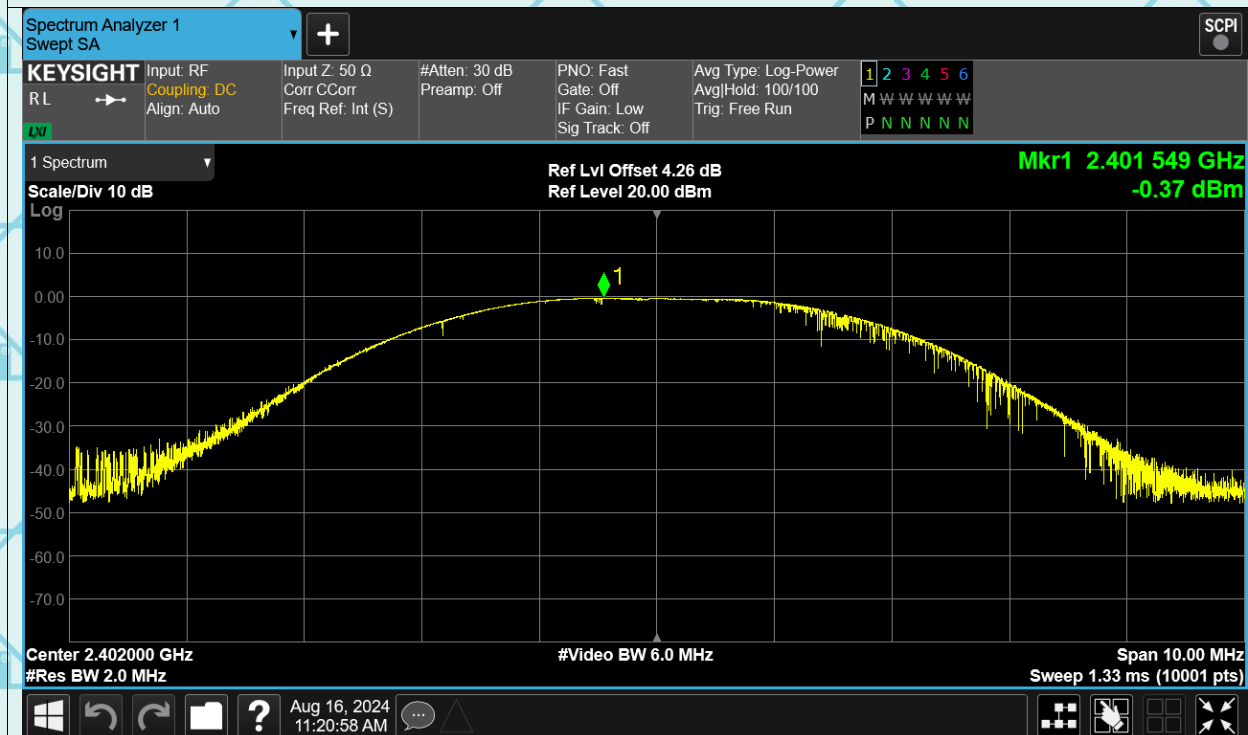 Spectrum Analyzer 1
Swept SA
+
SCPI
KEYSIGHT
RL
LXI
Input: RF
Coupling: DC
Align: Auto
Input Z: 50 Ω
Corr CCorr
Freq Ref: Int (S)
#Atten: 30 dB
Preamp: Off
PNO: Fast
Gate: Off
IF Gain: Low
Sig Track: Off
Avg Type: Log-Power
Avg|Hold: 100/100
Trig: Free Run
1 2 3 4 5 6
M W W W W W
P N N N N N
1 Spectrum
Scale/Div 10 dB
Log
Ref Lvl Offset 4.26 dB
Ref Level 20.00 dBm
Mkr1 2.401 549 GHz
-0.37 dBm
1
10.0
0.00
-10.0
-20.0
-30.0
-40.0
-50.0
-60.0
-70.0
Center 2.402000 GHz
#Res BW 2.0 MHz
#Video BW 6.0 MHz
Span 10.00 MHz
Sweep 1.33 ms (10001 pts)
?
Aug 16, 2024
11:20:58 AM